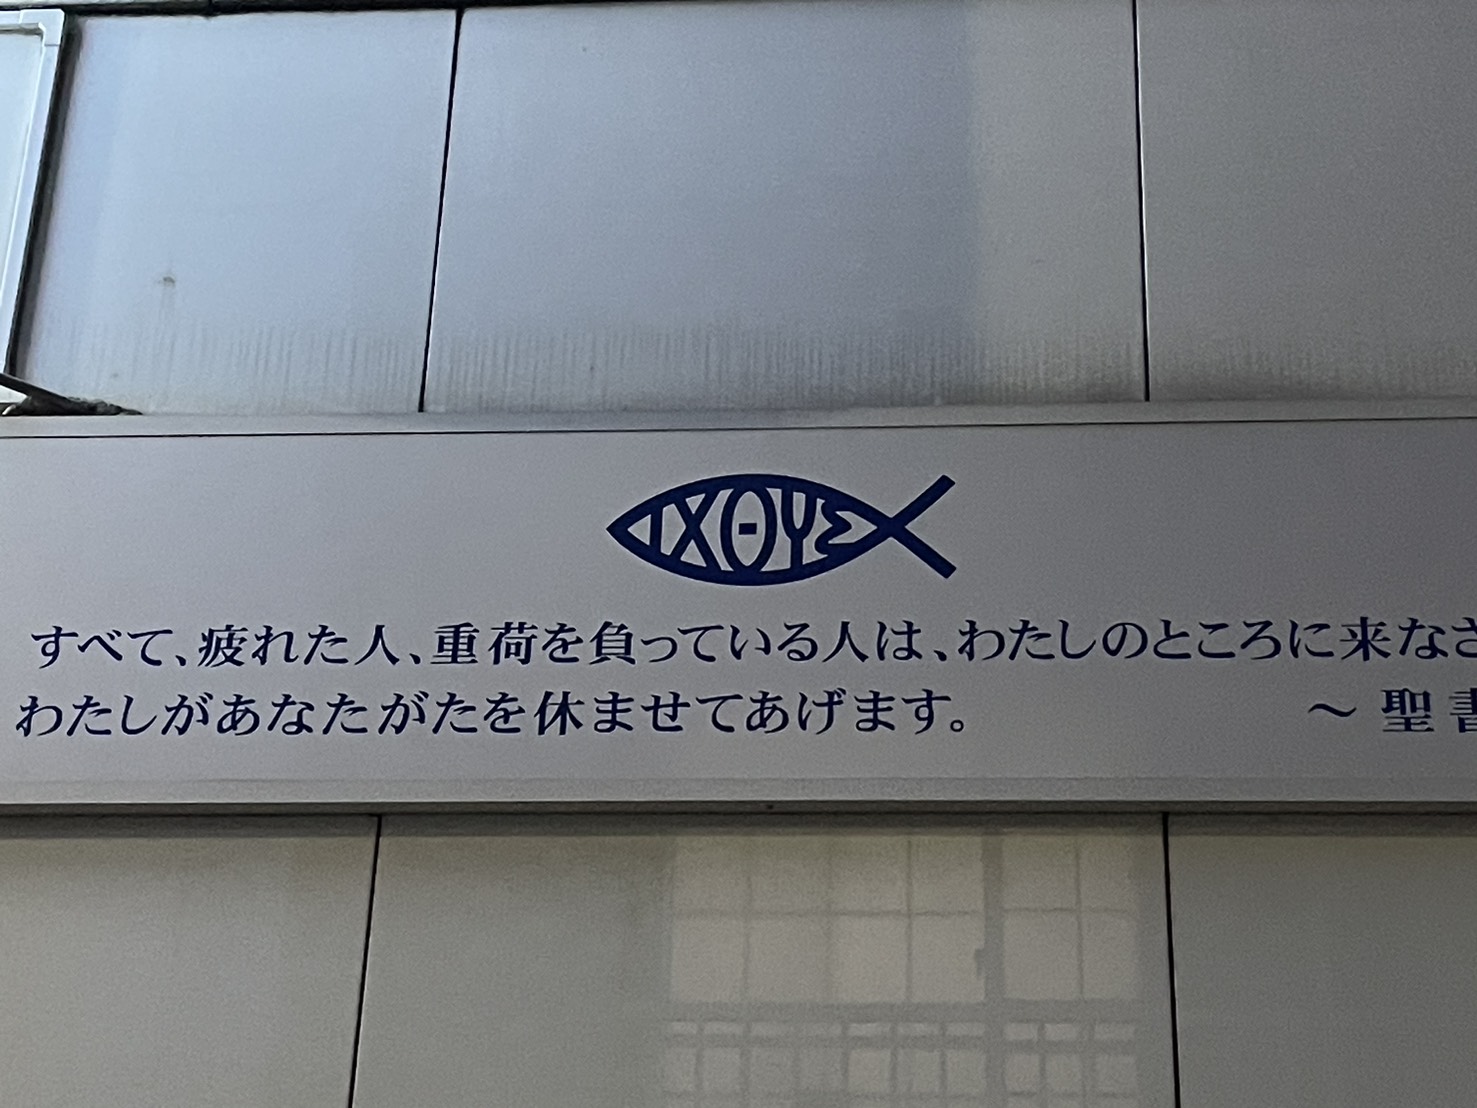 ΙΧΘΥΣ
すべて、疲れた人、重荷を負っている人は、わたしのところに来なさ
わたしがあなたがたを休ませてあげます。 ～ 聖書